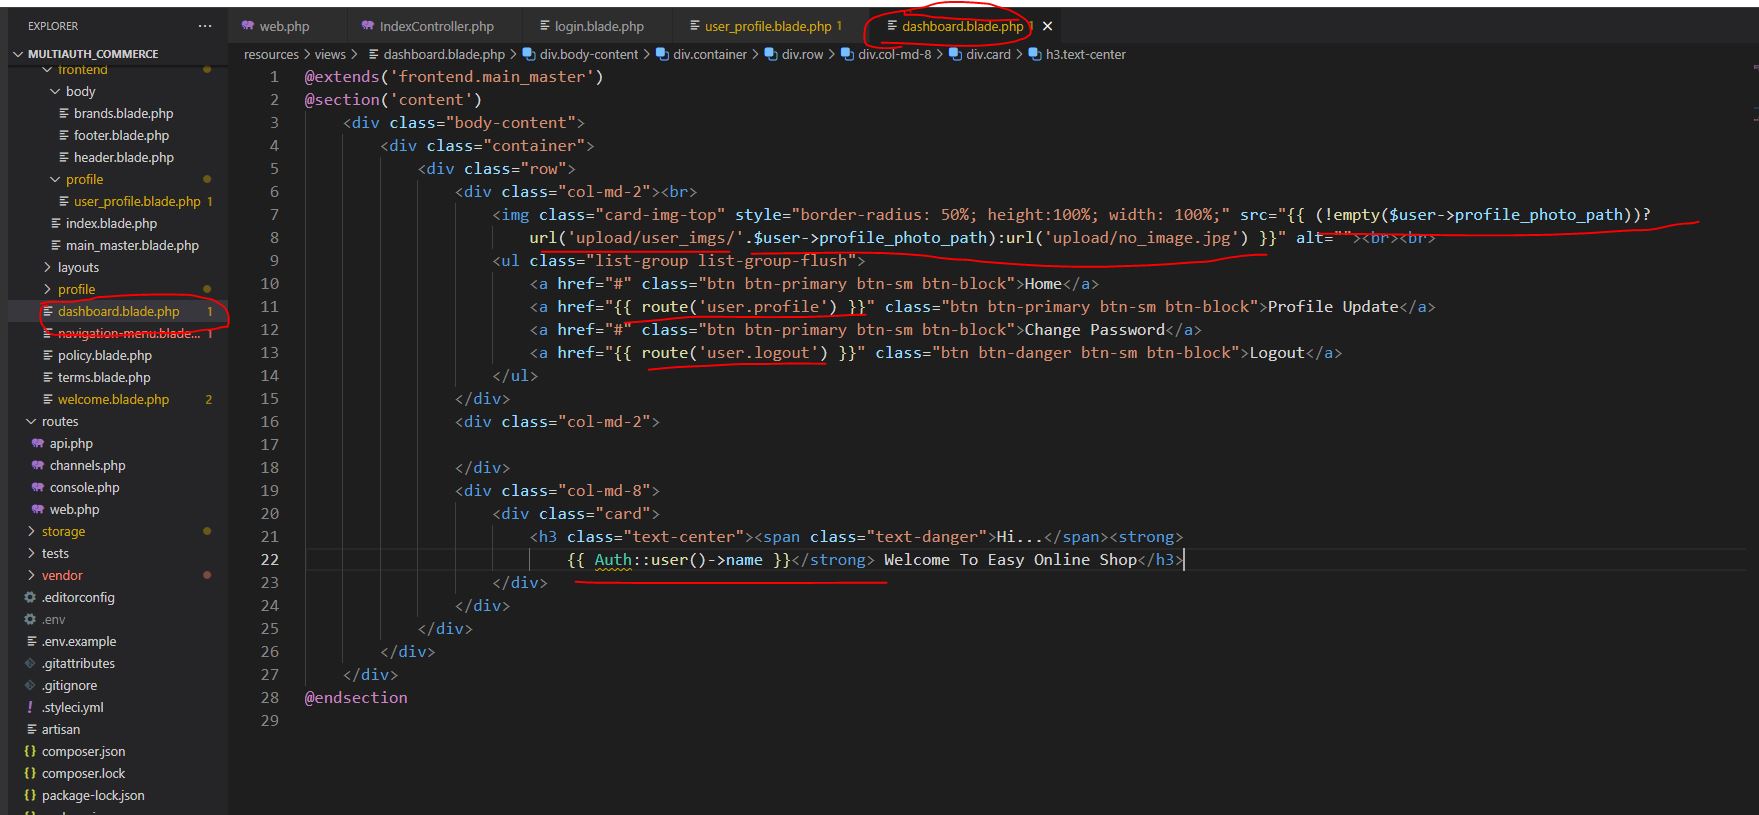 EXPLORER ...
MULTIAUTH_COMMERCE
frontend
body
brands.blade.php
footer.blade.php
header.blade.php
profile
user_profile.blade.php 1
index.blade.php
main_master.blade.php
layouts
profile
dashboard.blade.php 1
navigation-menu.blade... 1
policy.blade.php
terms.blade.php
welcome.blade.php 2
routes
api.php
channels.php
console.php
web.php
storage
tests
vendor
.editorconfig
.env
.env.example
.gitattributes
.gitignore
.styleci.yml
artisan
composer.json
composer.lock
package-lock.json
web.php IndexController.php login.blade.php user_profile.blade.php 1 dashboard.blade.php 1
resources > views > dashboard.blade.php > div.body-content > div.container > div.row > div.col-md-8 > div.card > h3.text-center
1 @extends('frontend.main_master')
2 @section('content')
3 <div class="body-content">
4 <div class="container">
5 <div class="row">
6 <div class="col-md-2"><br>
7 <img class="card-img-top" style="border-radius: 50%; height:100%; width: 100%;" src="{{ (!empty($user->profile_photo_path))?
8 url('upload/user_imgs/'.$user->profile_photo_path):url('upload/no_image.jpg') }}" alt=""><br><br>
9 <ul class="list-group list-group-flush">
10 <a href="#" class="btn btn-primary btn-sm btn-block">Home</a>
11 <a href="{{ route('user.profile') }}" class="btn btn-primary btn-sm btn-block">Profile Update</a>
12 <a href="#" class="btn btn-primary btn-sm btn-block">Change Password</a>
13 <a href="{{ route('user.logout') }}" class="btn btn-danger btn-sm btn-block">Logout</a>
14 </ul>
15 </div>
16 <div class="col-md-2">
17
18 </div>
19 <div class="col-md-8">
20 <div class="card">
21 <h3 class="text-center"><span class="text-danger">Hi...</span><strong>
22 {{ Auth::user()->name }}</strong> Welcome To Easy Online Shop</h3>
23 </div>
24 </div>
25 </div>
26 </div>
27 </div>
28 @endsection
29